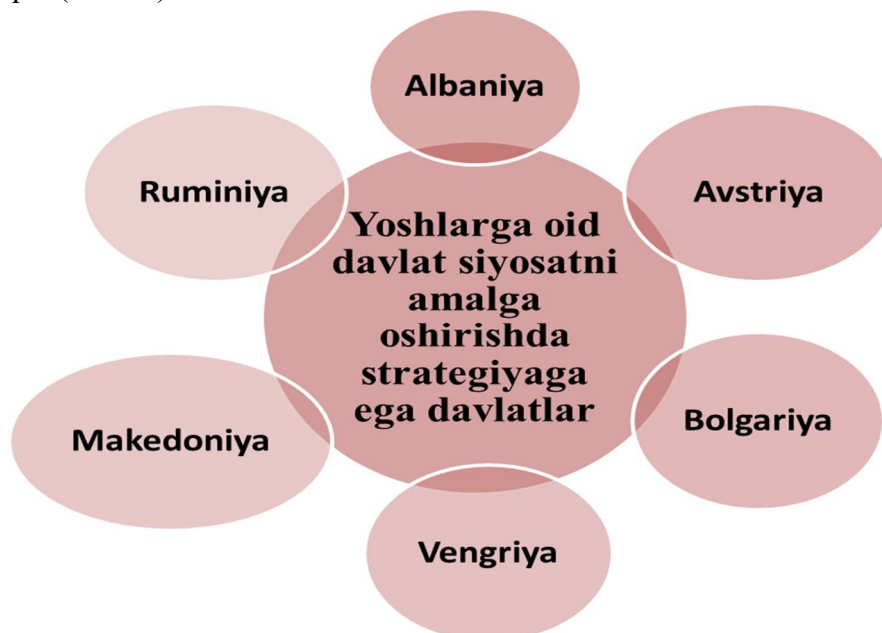 Albaniya
Ruminiya
Avstriya
Yoshlarga oid
davlat siyosatni
amalga
oshirishda
strategiyaga
ega davlatlar
Makedoniya
Bolgariya
Vengriya